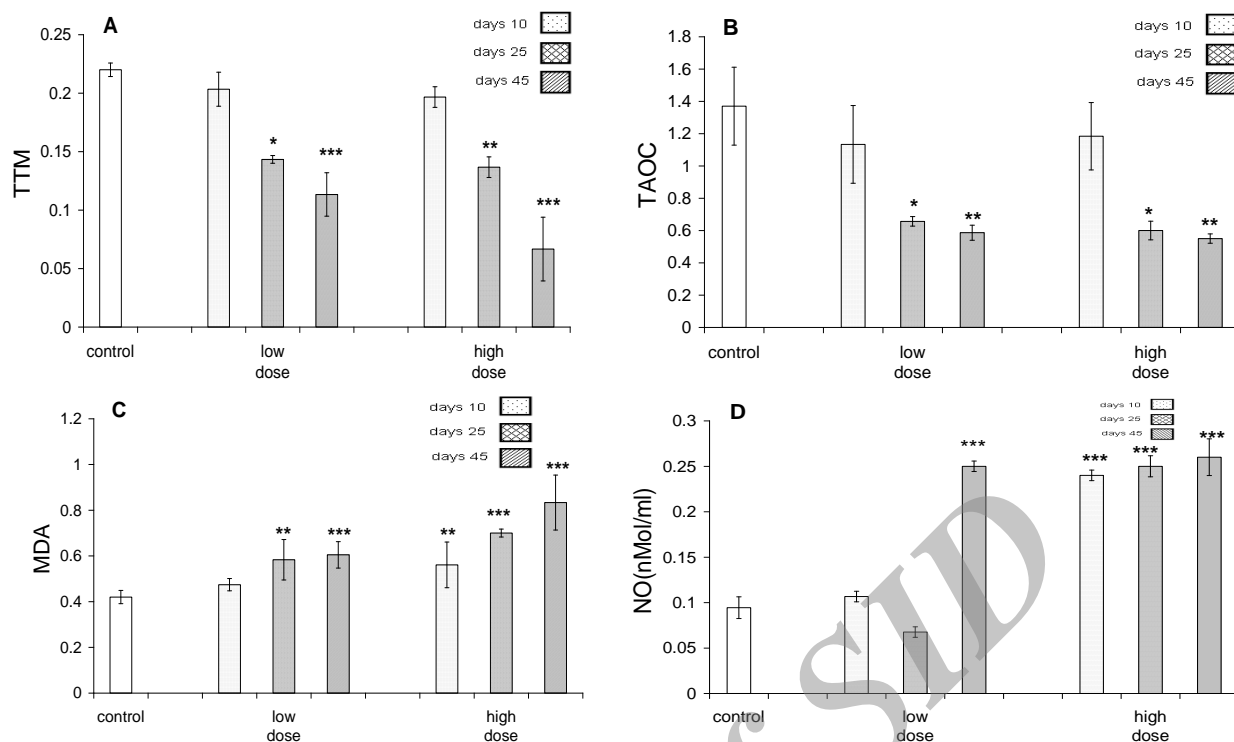 A
days 10
days 25
days 45
TTM
0.25
0.2
0.15
0.1
0.05
0
*
***
**
***
control
low
dose
high
dose
B
days 10
days 25
days 45
TAOC
1.8
1.6
1.4
1.2
1
0.8
0.6
0.4
0.2
0
*
**
*
**
control
low
dose
high
dose
C
days 10
days 25
days 45
MDA
1.2
1
0.8
0.6
0.4
0.2
0
**
***
**
***
***
control
low
dose
high
dose
D
days 10
days 25
days 45
NO(nMol/ml)
0.3
0.25
0.2
0.15
0.1
0.05
0
***
***
***
***
control
low
dose
high
dose
SID